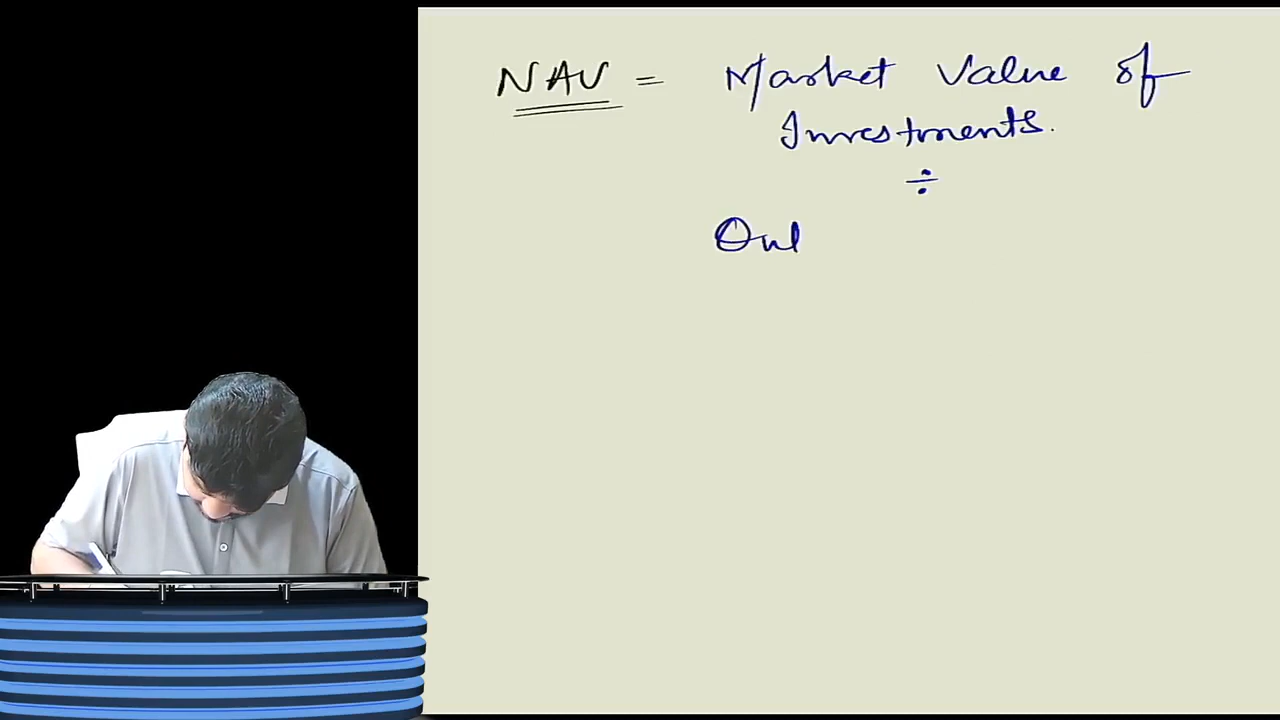 NAV = Market Value of
Investments.
÷
Out